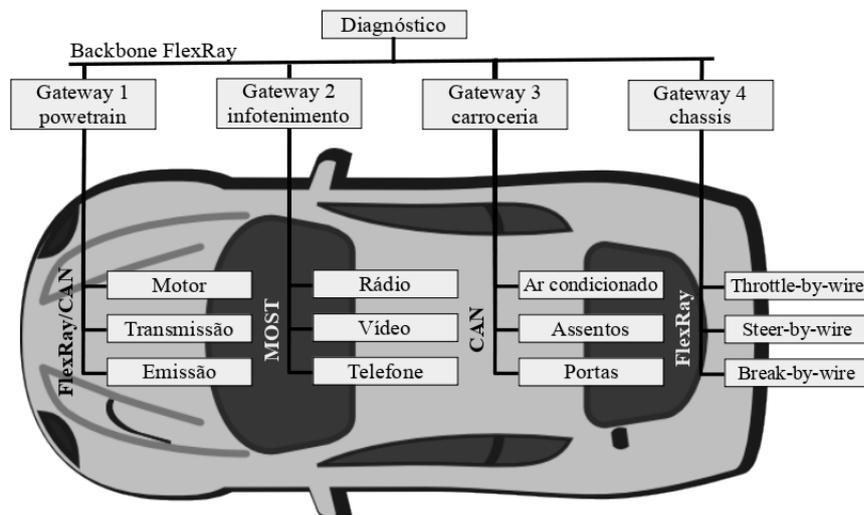 Diagnóstico
Backbone FlexRay
Gateway 1
powetrain
Gateway 2
infotenimento
Gateway 3
carroceria
Gateway 4
chassis
FlexRay/CAN
Motor
Transmissão
Emissão
MOST
Rádio
Vídeo
Telefone
CAN
Ar condicionado
Assentos
Portas
FlexRay
Throttle-by-wire
Steer-by-wire
Break-by-wire